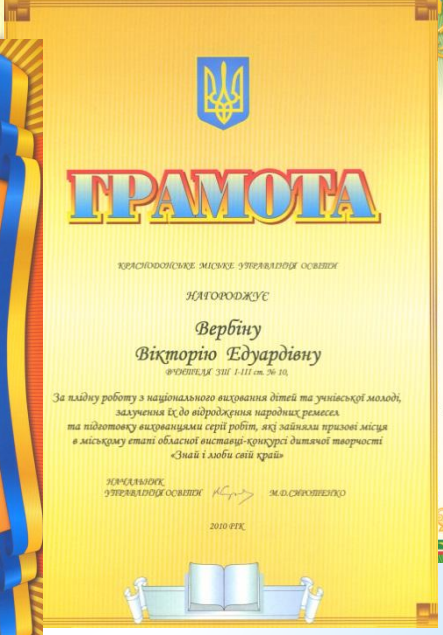 ГРАМОТА
КРАСНОДОНСЬКЕ МІСЬКЕ УПРАВЛІННЯ ОСВІТИ
НАГОРОДЖУЄ
Вербіну
Вікторію Едуардівну
ВЧИТЕЛЯ ЗШ І-ІІІ ст. № 10,
За плідну роботу з національного виховання дітей та учнівської молоді,
залучення їх до відродження народних ремесел
та підготовку вихованцями серії робіт, які зайняли призові місця
в міському етапі обласної виставці-конкурсі дитячої творчості
«Знай і люби свій край»
НАЧАЛЬНИК
УПРАВЛІННЯ ОСВІТИ М.Д.СИРОТЕНКО
2010 РІК